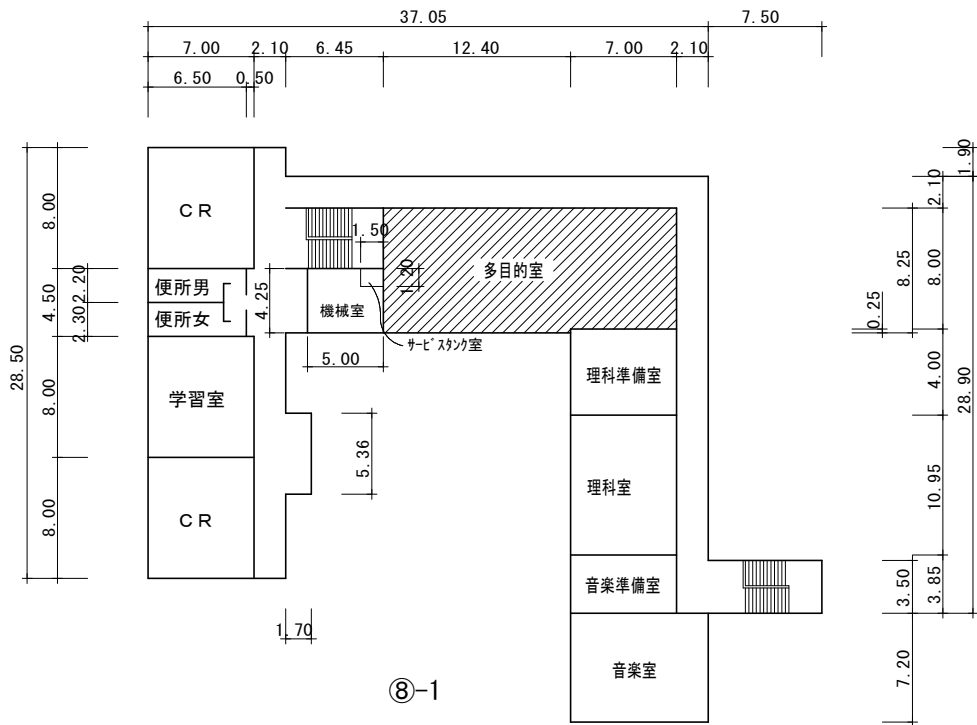 37.05
7.50
7.00
2.10
6.45
12.40
7.00
2.10
6.50
0.50
1.90
2.10
8.00
CR
1.50
1.20
多目的室
8.25
8.00
2.20
4.50
2.30
便所男
便所女
4.25
機械室
0.25
サービスタンク室
5.00
28.50
8.00
学習室
理科準備室
4.00
28.90
5.36
理科室
10.95
8.00
CR
音楽準備室
3.50
3.85
1.70
音楽室
7.20
⑧-1